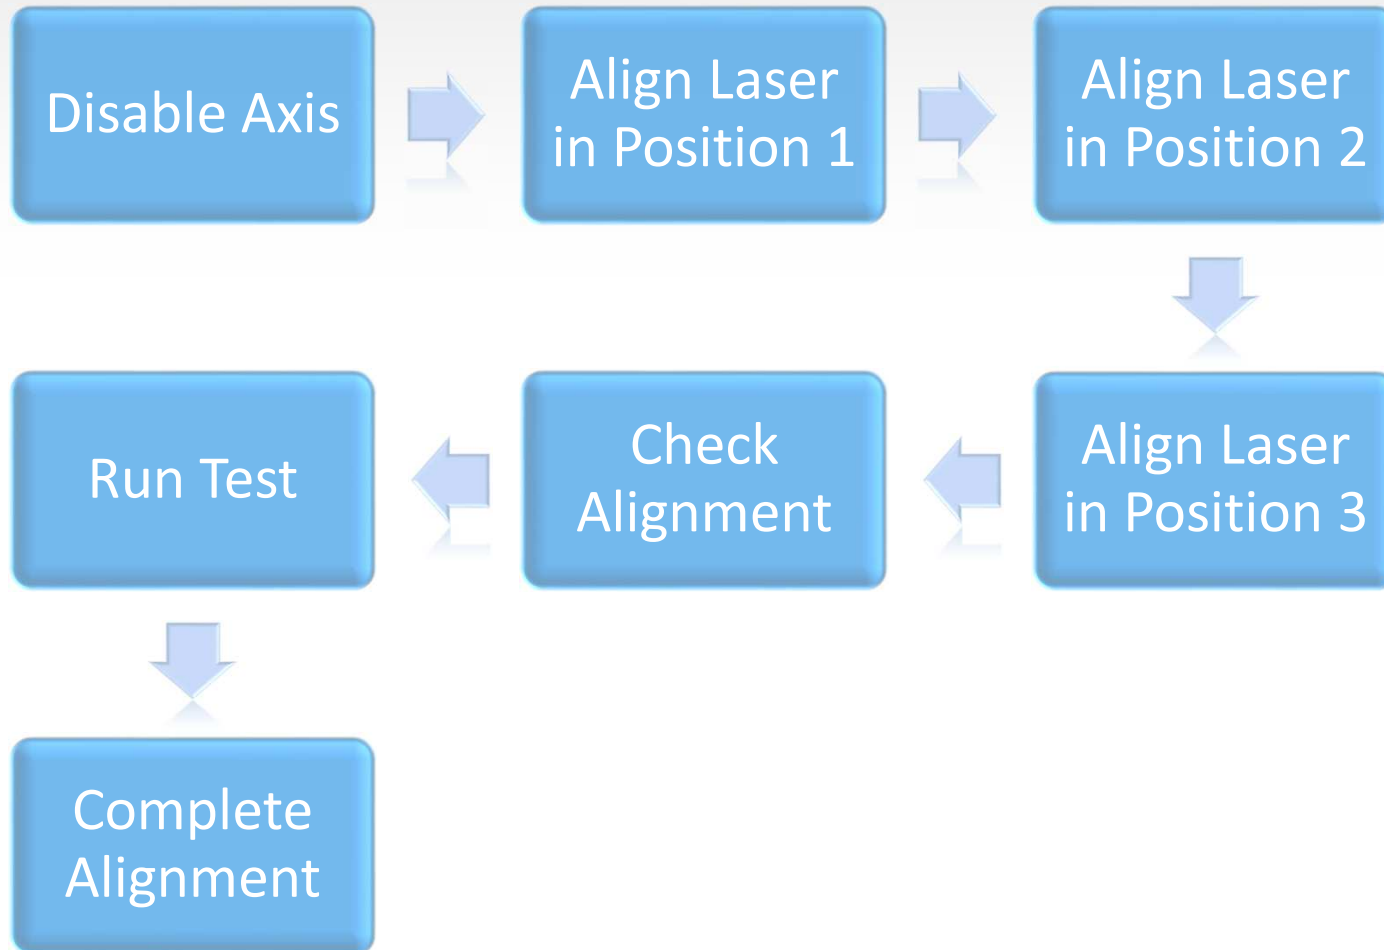 Disable Axis
Align Laser
in Position 1
Align Laser
in Position 2
Align Laser
in Position 3
Check
Alignment
Run Test
Complete
Alignment